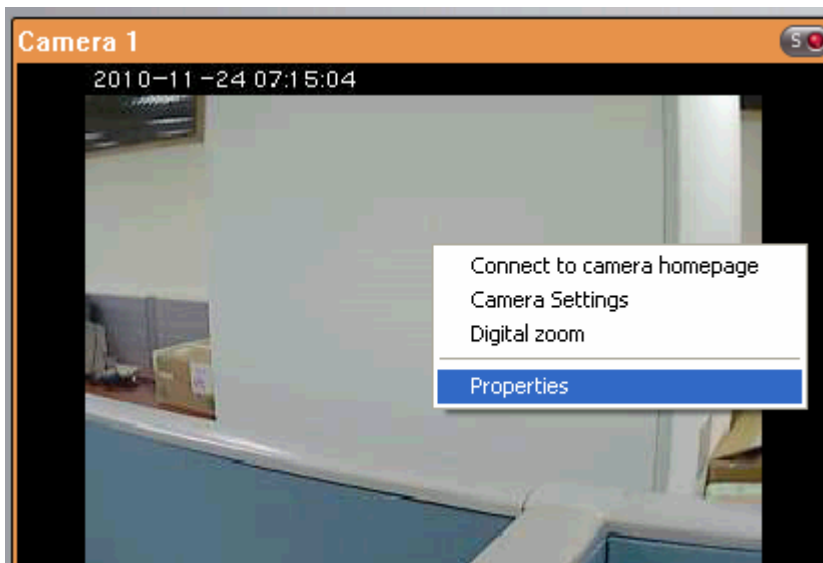 Camera 1
S
2010-11-24 07:15:04
Connect to camera homepage
Camera Settings
Digital zoom
Properties